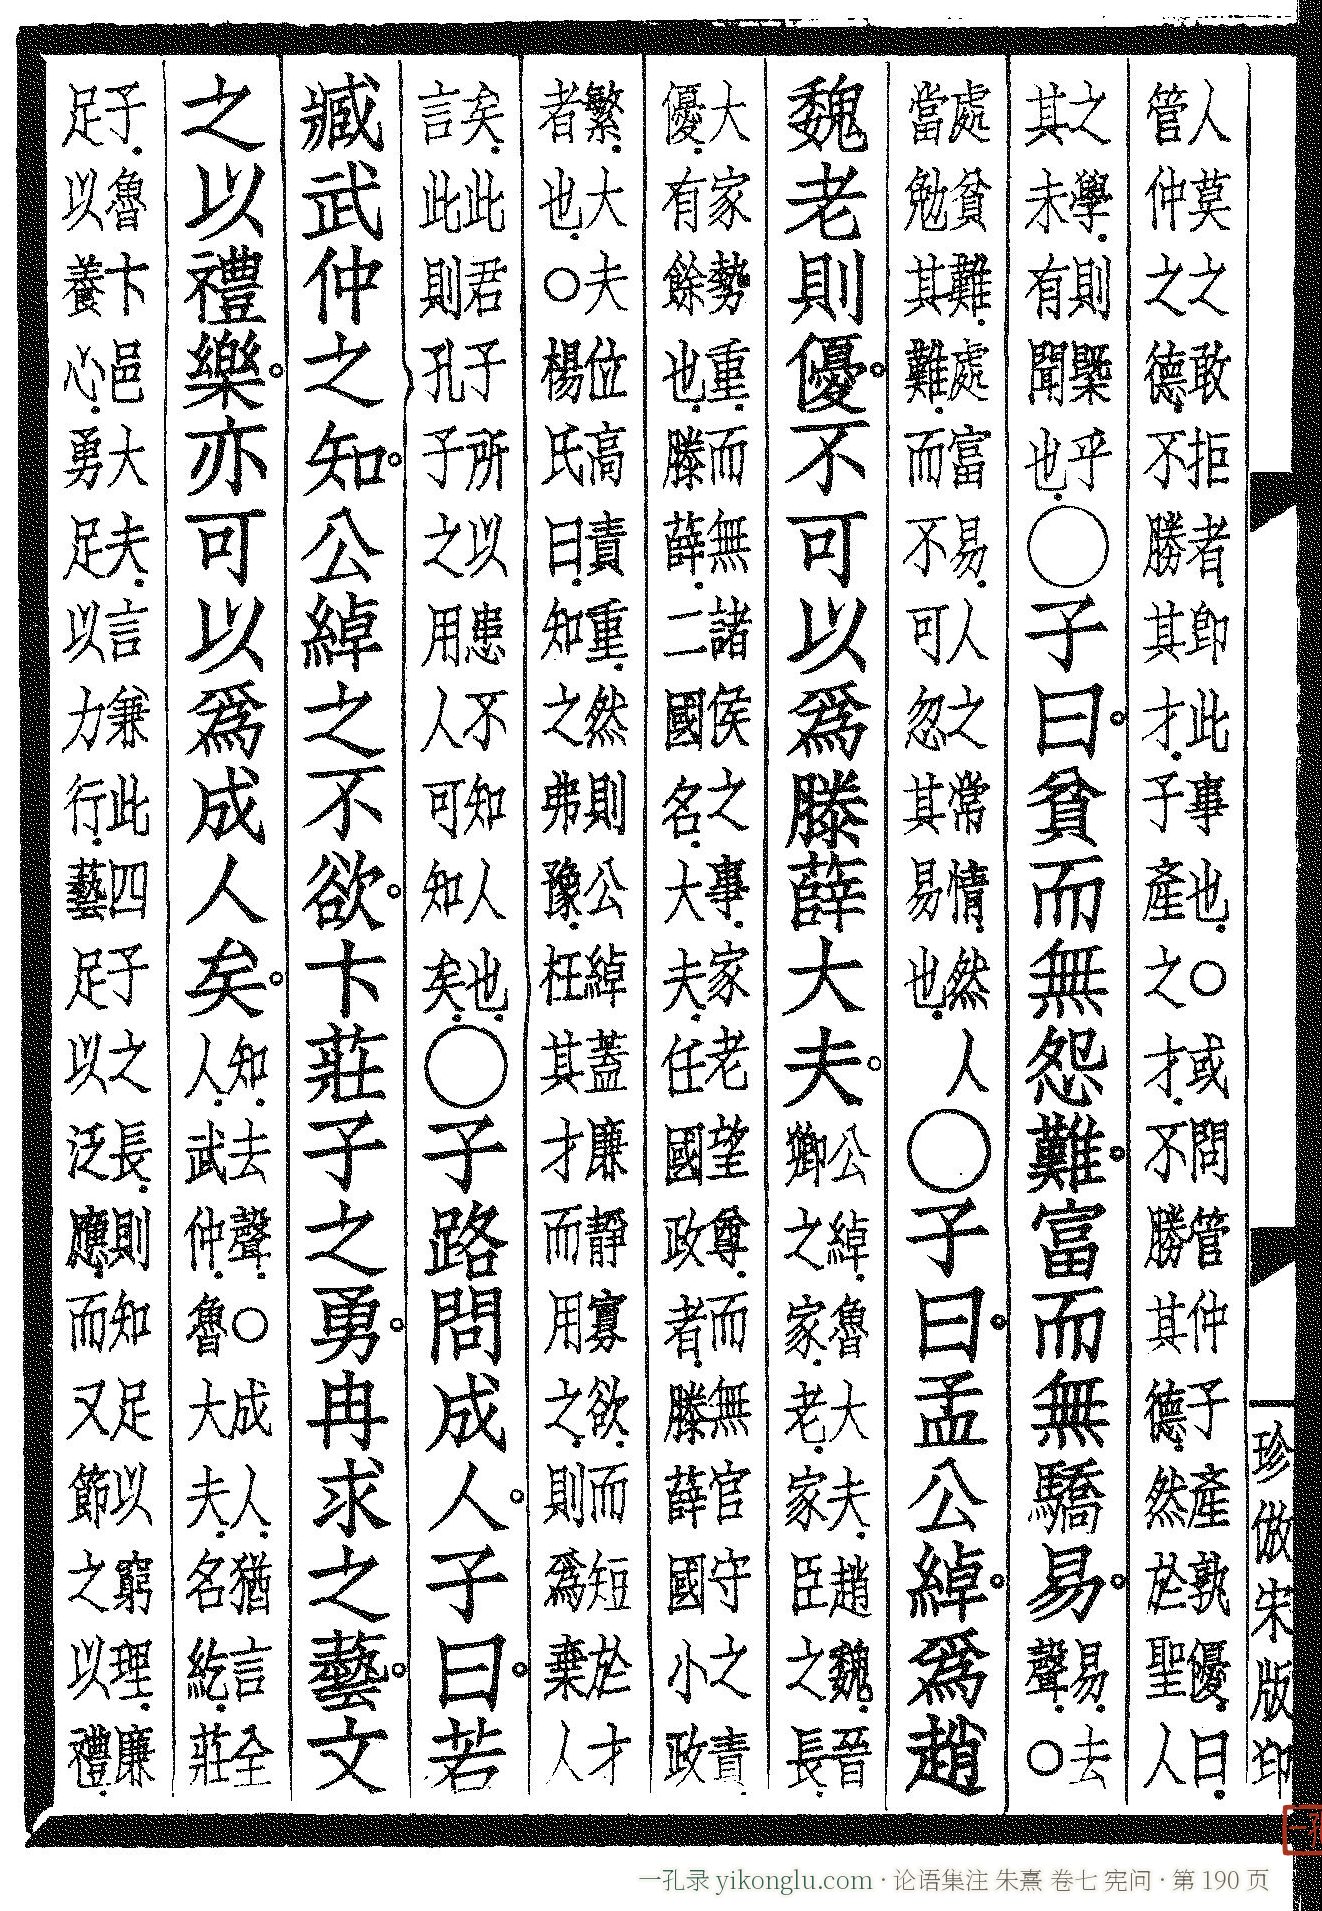 珍倣宋版印
人莫之敢拒者即此事也○或問管仲子產孰優曰
管仲之德不勝其才子產之才不勝其德然於聖人
之學則槩乎
其未有聞也
○子曰貧而無怨難富而無驕易
易去
聲○
處貧難處富易人之常情然人
當勉其難而不可忽其易也
○子曰孟公綽爲趙
魏老則優不可以爲滕薛大夫
公綽魯大夫趙魏晉
卿之家老家臣之長
大家勢重而無諸侯之事家老望尊而無官守之責
優有餘也滕薛二國名大夫任國政者滕薛國小政
繁大夫位高責重然則公綽蓋廉靜寡欲而短於才
者也○楊氏曰知之弗豫枉其才而用之則爲棄人
矣此君子所以患不知人也
言此則孔子之用人可知矣
○子路問成人子曰若
臧武仲之知公綽之不欲卞莊子之勇冉求之藝文
之以禮樂亦可以爲成人矣
知去聲○成人猶言全
人武仲魯大夫名紇莊
子魯卞邑大夫言兼此四子之長則知足以窮理廉
足以養心勇足以力行藝足以泛應而又節之以禮
一孔录 yikonglu.com · 论语集注 朱熹 卷七 宪问 · 第 190 页